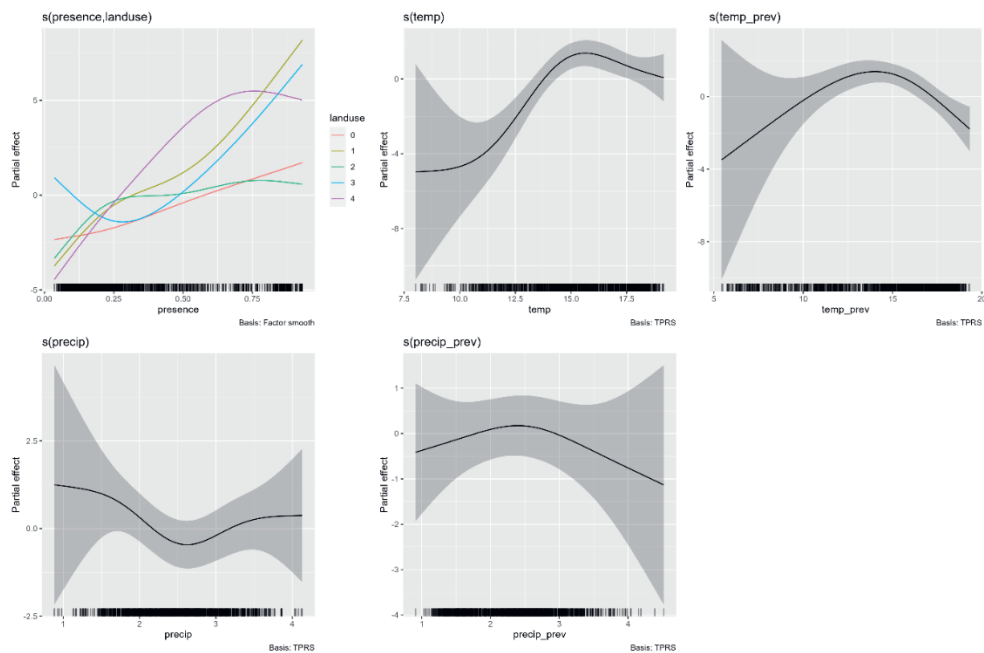 s(presence,landuse)
5
0
-5
Partial effect
0.00
0.25
0.50
0.75
presence
Basis: Factor smooth
landuse
0
1
2
3
4
s(temp)
0
-4
-8
Partial effect
7.5
10.0
12.5
15.0
17.5
temp
Basis: TPRS
s(temp_prev)
0
-4
-8
Partial effect
5
10
15
20
temp_prev
Basis: TPRS
s(precip)
2.5
0.0
-2.5
Partial effect
1
2
3
4
precip
Basis: TPRS
s(precip_prev)
1
0
-1
-2
-3
-4
Partial effect
1
2
3
4
precip_prev
Basis: TPRS